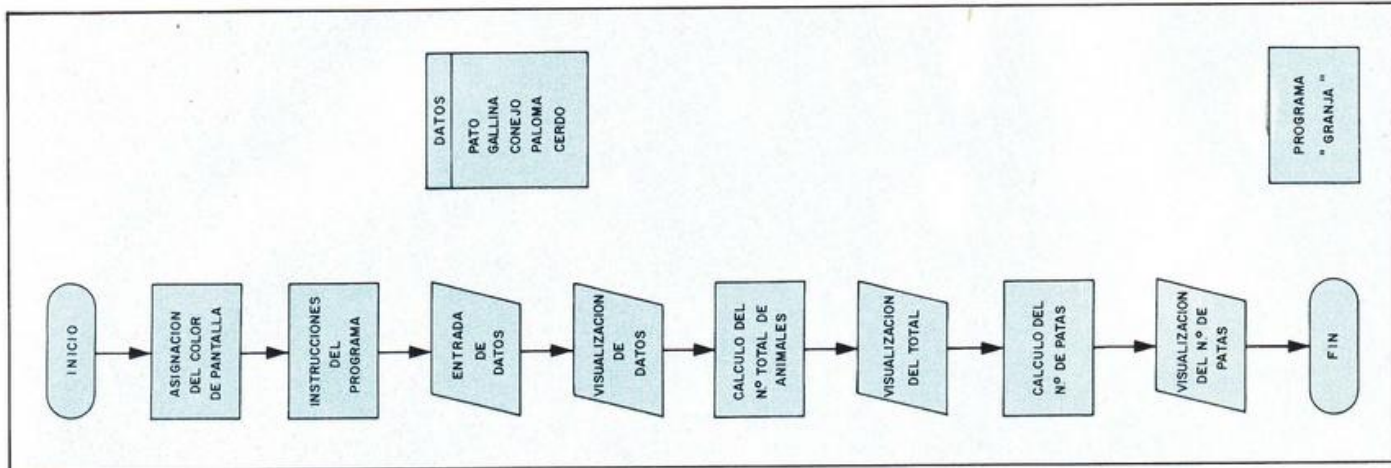 INICIO
ASIGNACION
DEL COLOR
DE PANTALLA
INSTRUCCIONES
DEL
PROGRAMA
ENTRADA
DE
DATOS
VISUALIZACION
DE
DATOS
CALCULO DEL
N.º TOTAL DE
ANIMALES
VISUALIZACION
DEL TOTAL
CALCULO DEL
Nº DE PATAS
VISUALIZACION
DEL N.º DE
PATAS
FIN
DATOS
PATO
GALLINA
CONEJO
PALOMA
CERDO
PROGRAMA
" GRANJA "